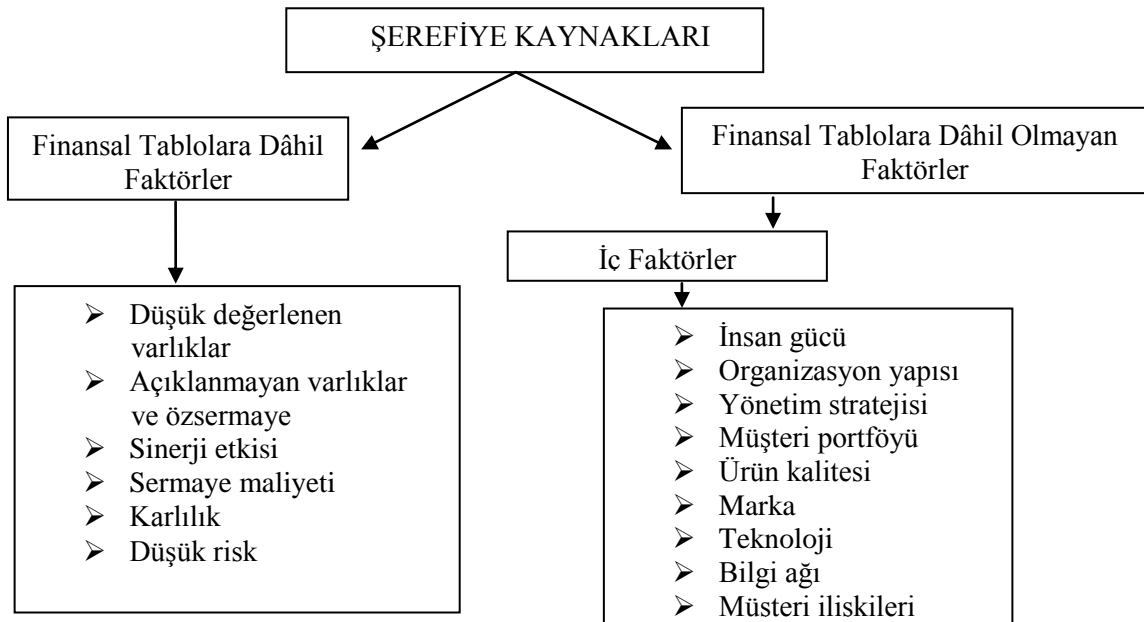 ŞEREFİYE KAYNAKLARI
Finansal Tablolara Dâhil
Faktörler
Finansal Tablolara Dâhil Olmayan
Faktörler
İç Faktörler
➢ Düşük değerlenen
varlıklar
➢ Açıklanmayan varlıklar
ve özsermaye
➢ Sinerji etkisi
➢ Sermaye maliyeti
➢ Karlılık
➢ Düşük risk
➢ İnsan gücü
➢ Organizasyon yapısı
➢ Yönetim stratejisi
➢ Müşteri portföyü
➢ Ürün kalitesi
➢ Marka
➢ Teknoloji
➢ Bilgi ağı
➢ Müşteri ilişkileri